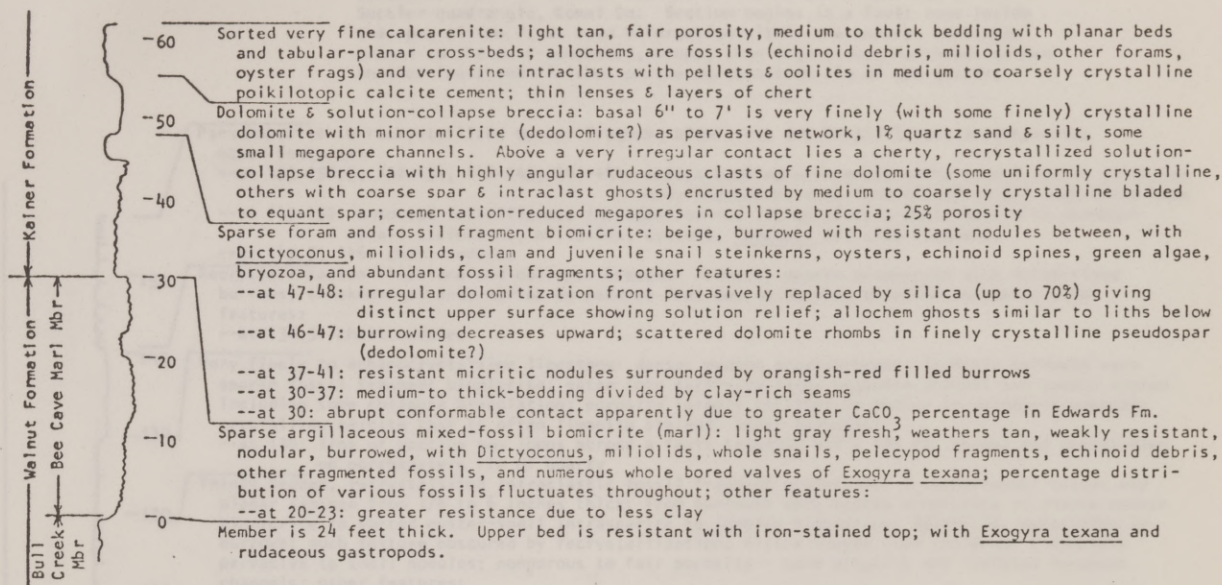 Sorted very fine calcarenite: light tan, fair porosity, medium to thick bedding with planar beds
and tabular-planar cross-beds; allochems are fossils (echinoid debris, miliolids, other forams,
oyster frags) and very fine intraclasts with pellets & oolites in medium to coarsely crystalline
poikilotopic calcite cement; thin lenses & layers of chert
Dolomite & solution-collapse breccia: basal 6" to 7' is very finely (with some finely) crystalline
dolomite with minor micrite (dedolomite?) as pervasive network, 1% quartz sand & silt, some
small megapore channels. Above a very irregular contact lies a cherty, recrystallized solution-
collapse breccia with highly angular rudaceous clasts of fine dolomite (some uniformly crystalline,
others with coarse spar & intraclast ghosts) encrusted by medium to coarsely crystalline bladed
to equant spar; cementation-reduced megapores in collapse breccia; 25% porosity
Sparse foram and fossil fragment biomicrite: beige, burrowed with resistant nodules between, with
Dictyoconus, miliolids, clam and juvenile snail steinkerns, oysters, echinoid spines, green algae,
bryozoa, and abundant fossil fragments; other features:
--at 47-48: irregular dolomitization front pervasively replaced by silica (up to 70%) giving
distinct upper surface showing solution relief; allochem ghosts similar to liths below
--at 46-47: burrowing decreases upward; scattered dolomite rhombs in finely crystalline pseudospar
(dedolomite?)
--at 37-41: resistant micritic nodules surrounded by orangish-red filled burrows
--at 30-37: medium-to thick-bedding divided by clay-rich seams
--at 30: abrupt conformable contact apparently due to greater CaCO3 percentage in Edwards Fm.
Sparse argillaceous mixed-fossil biomicrite (marl): light gray fresh, weathers tan, weakly resistant,
nodular, burrowed, with Dictyoconus, miliolids, whole snails, pelecypod fragments, echinoid debris,
other fragmented fossils, and numerous whole bored valves of Exogyra texana; percentage distri-
bution of various fossils fluctuates throughout; other features:
--at 20-23: greater resistance due to less clay
Member is 24 feet thick. Upper bed is resistant with iron-stained top; with Exogyra texana and
rudaceous gastropods.
60
50
40
30
20
10
0
Kainer Formation
Walnut Formation
Bee Cave Marl Mbr
Bull
Creek
Mbr